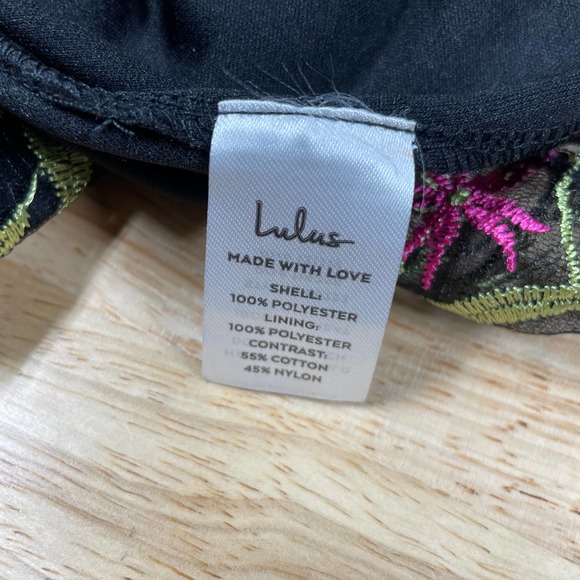 Lulus
MADE WITH LOVE
SHELL:
100% POLYESTER
LINING:
100% POLYESTER
CONTRAST:
55% COTTON
45% NYLON